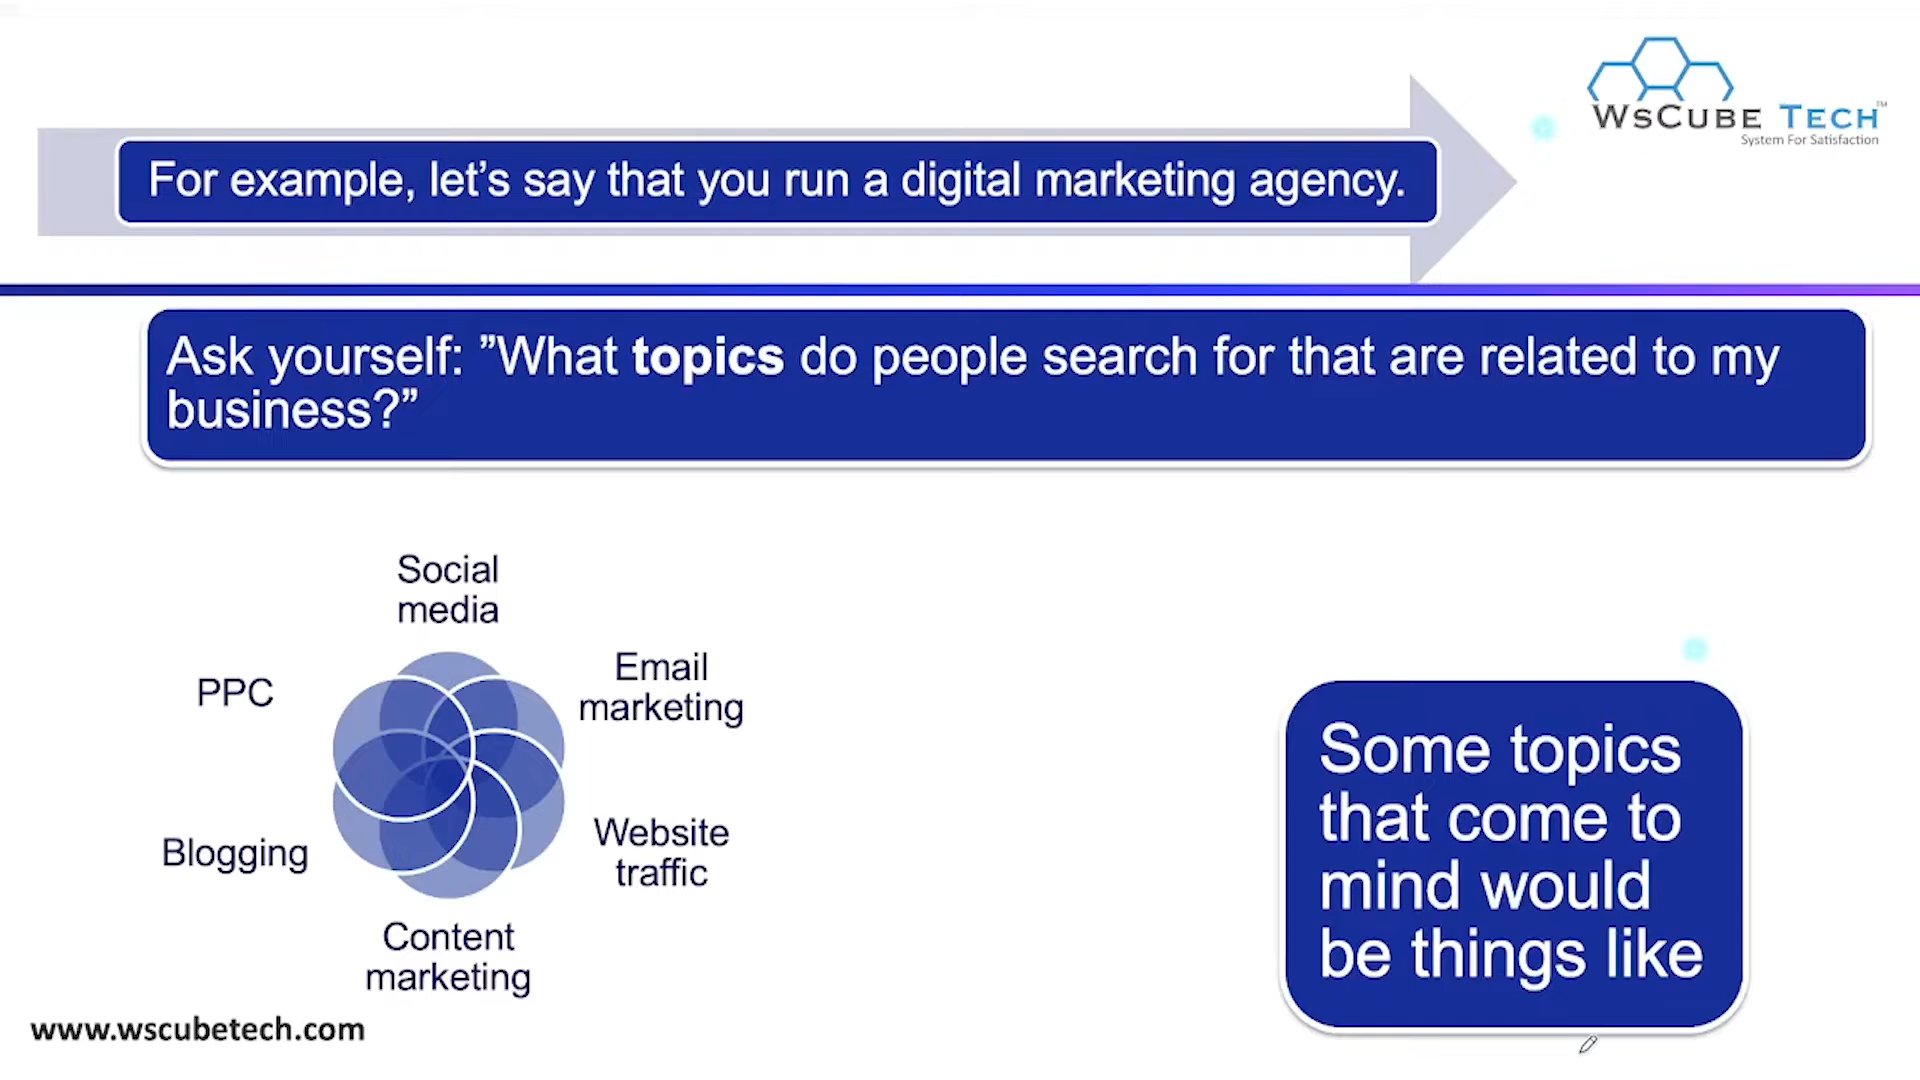 WSCUBE TECH™
System For Satisfaction
For example, let’s say that you run a digital marketing agency.
Ask yourself: ”What topics do people search for that are related to my
business?”
Social
media
Email
marketing
PPC
Website
traffic
Blogging
Content
marketing
Some topics
that come to
mind would
be things like
www.wscubetech.com